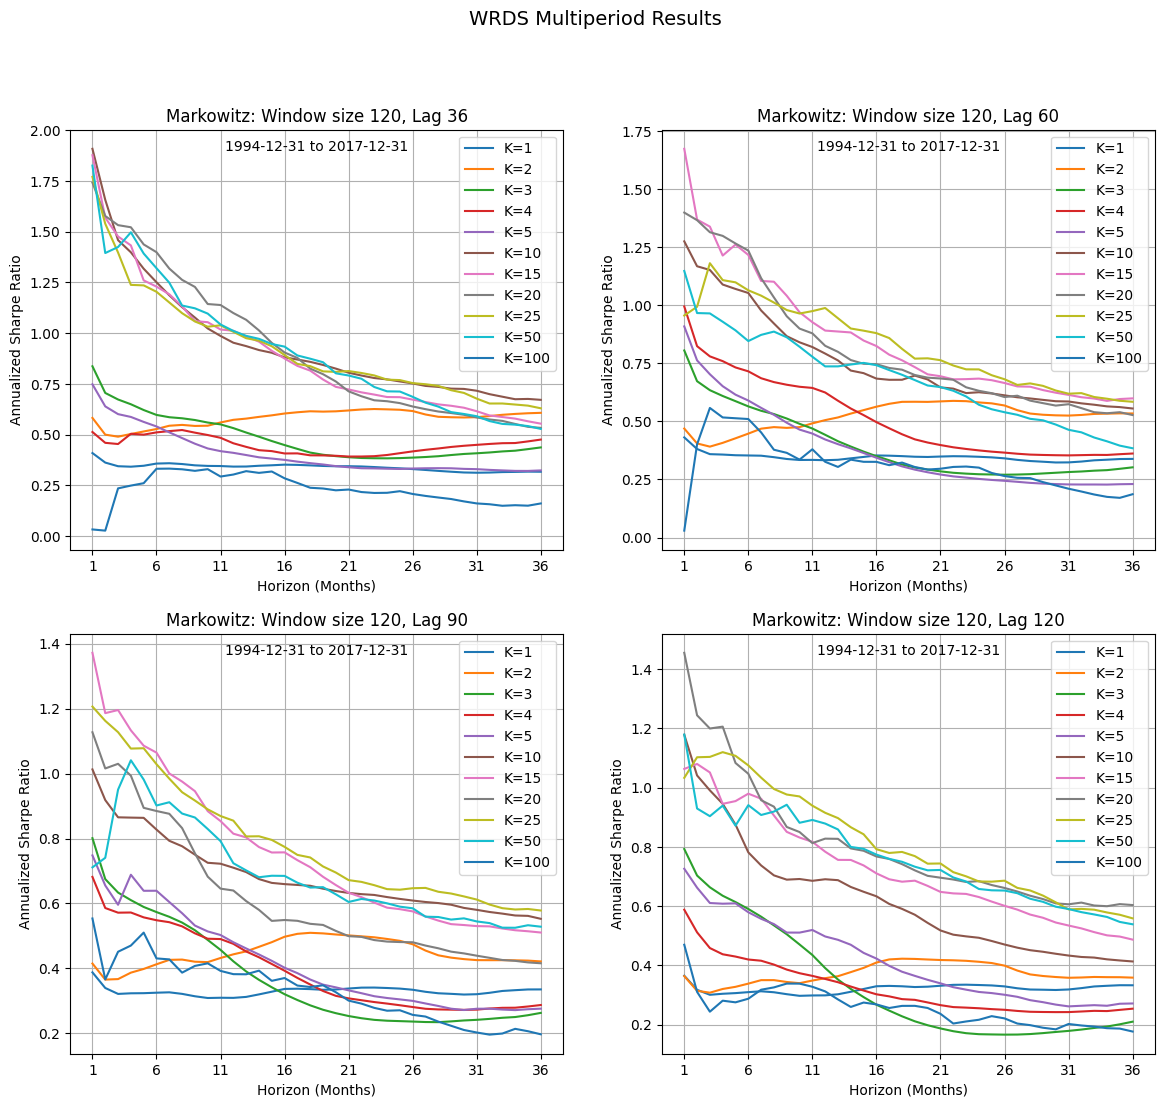 WRDS Multiperiod Results
Markowitz: Window size 120, Lag 36
1994-12-31 to 2017-12-31
Annualized Sharpe Ratio
2.00
1.75
1.50
1.25
1.00
0.75
0.50
0.25
0.00
K=1
K=2
K=3
K=4
K=5
K=10
K=15
K=20
K=25
K=50
K=100
1 6 11 16 21 26 31 36
Horizon (Months)
Markowitz: Window size 120, Lag 60
1994-12-31 to 2017-12-31
Annualized Sharpe Ratio
1.75
1.50
1.25
1.00
0.75
0.50
0.25
0.00
K=1
K=2
K=3
K=4
K=5
K=10
K=15
K=20
K=25
K=50
K=100
1 6 11 16 21 26 31 36
Horizon (Months)
Markowitz: Window size 120, Lag 90
1994-12-31 to 2017-12-31
Annualized Sharpe Ratio
1.4
1.2
1.0
0.8
0.6
0.4
0.2
K=1
K=2
K=3
K=4
K=5
K=10
K=15
K=20
K=25
K=50
K=100
1 6 11 16 21 26 31 36
Horizon (Months)
Markowitz: Window size 120, Lag 120
1994-12-31 to 2017-12-31
Annualized Sharpe Ratio
1.4
1.2
1.0
0.8
0.6
0.4
0.2
K=1
K=2
K=3
K=4
K=5
K=10
K=15
K=20
K=25
K=50
K=100
1 6 11 16 21 26 31 36
Horizon (Months)